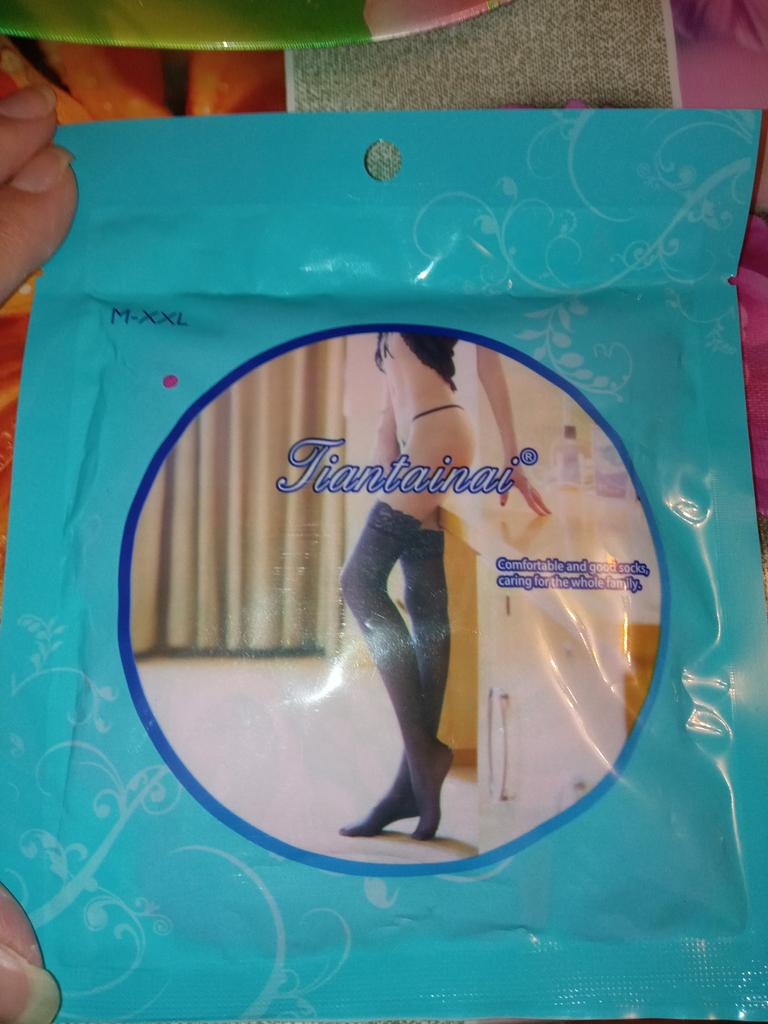 M-XXL
Tiantainai®
Comfortable and good socks,
caring for the whole family.